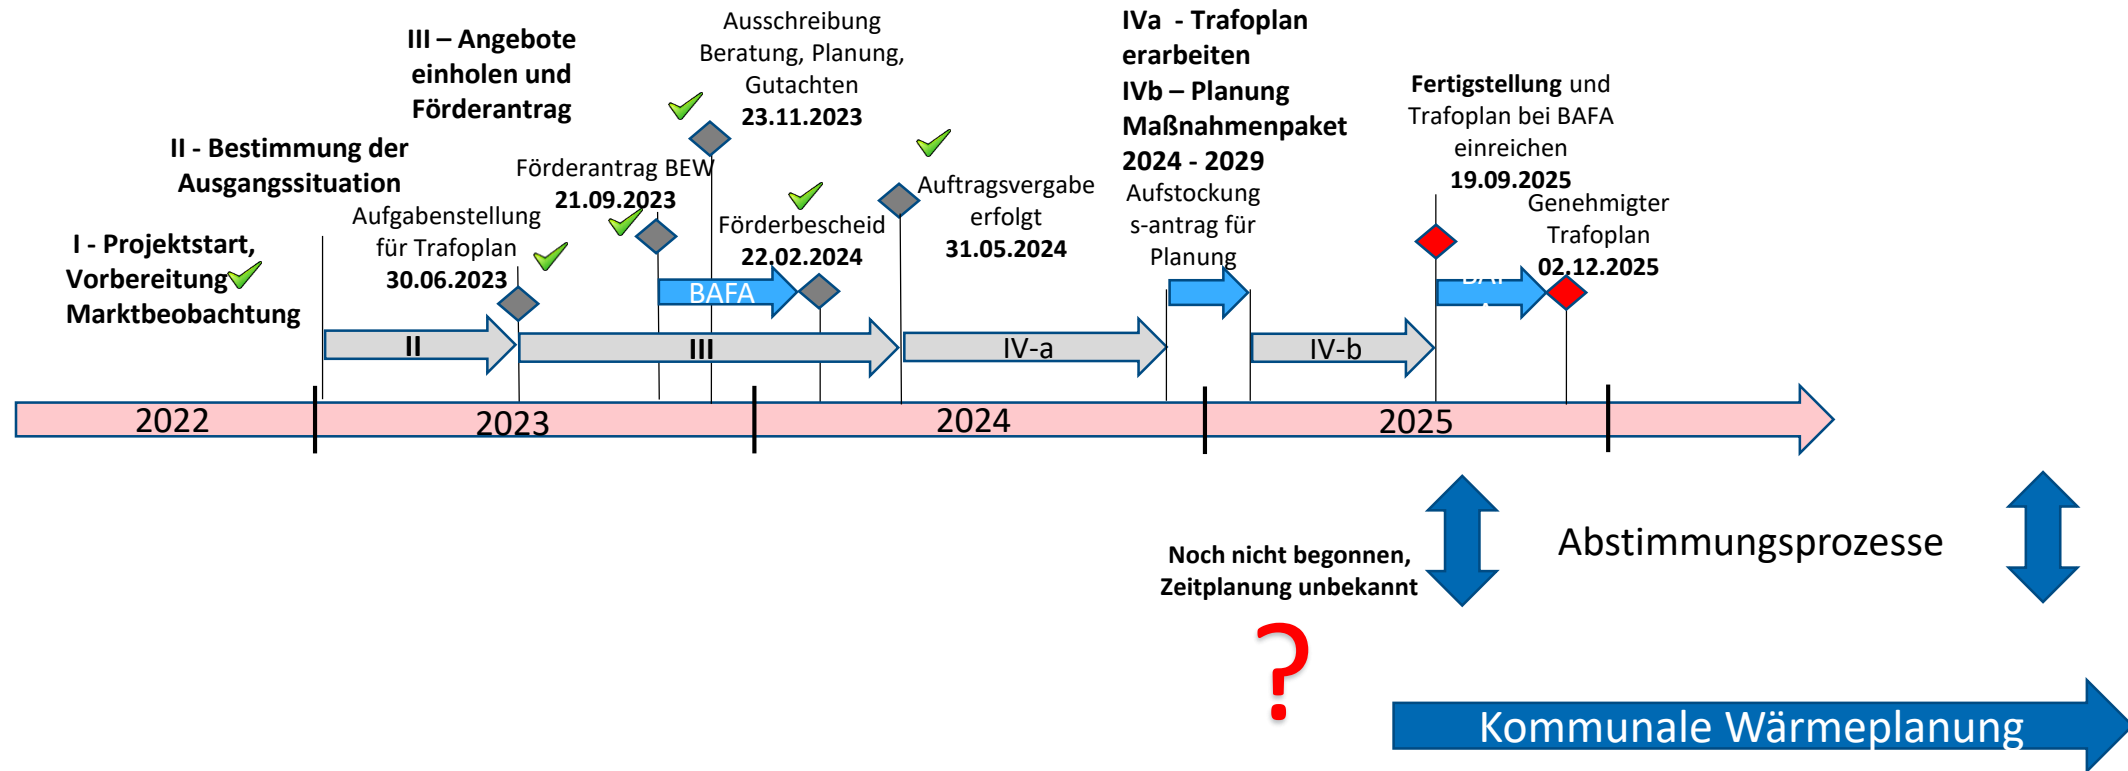 III – Angebote
einholen und
Förderantrag
Ausschreibung
Beratung, Planung,
Gutachten
23.11.2023
IVa - Trafoplan
erarbeiten
IVb – Planung
Maßnahmenpaket
2024 - 2029
Aufstockung
s-antrag für
Planung
Fertigstellung und
Trafoplan bei BAFA
einreichen
19.09.2025
Genehmigter
Trafoplan
02.12.2025
II - Bestimmung der
Ausgangssituation
Förderantrag BEW
21.09.2023
Förderbescheid
22.02.2024
Auftragsvergabe
erfolgt
31.05.2024
I - Projektstart,
Vorbereitung
Marktbeobachtung
Aufgabenstellung
für Trafoplan
30.06.2023
BAFA
II
III
IV-a
IV-b
2022
2023
2024
2025
Noch nicht begonnen,
Zeitplanung unbekannt
?
Abstimmungsprozesse
Kommunale Wärmeplanung